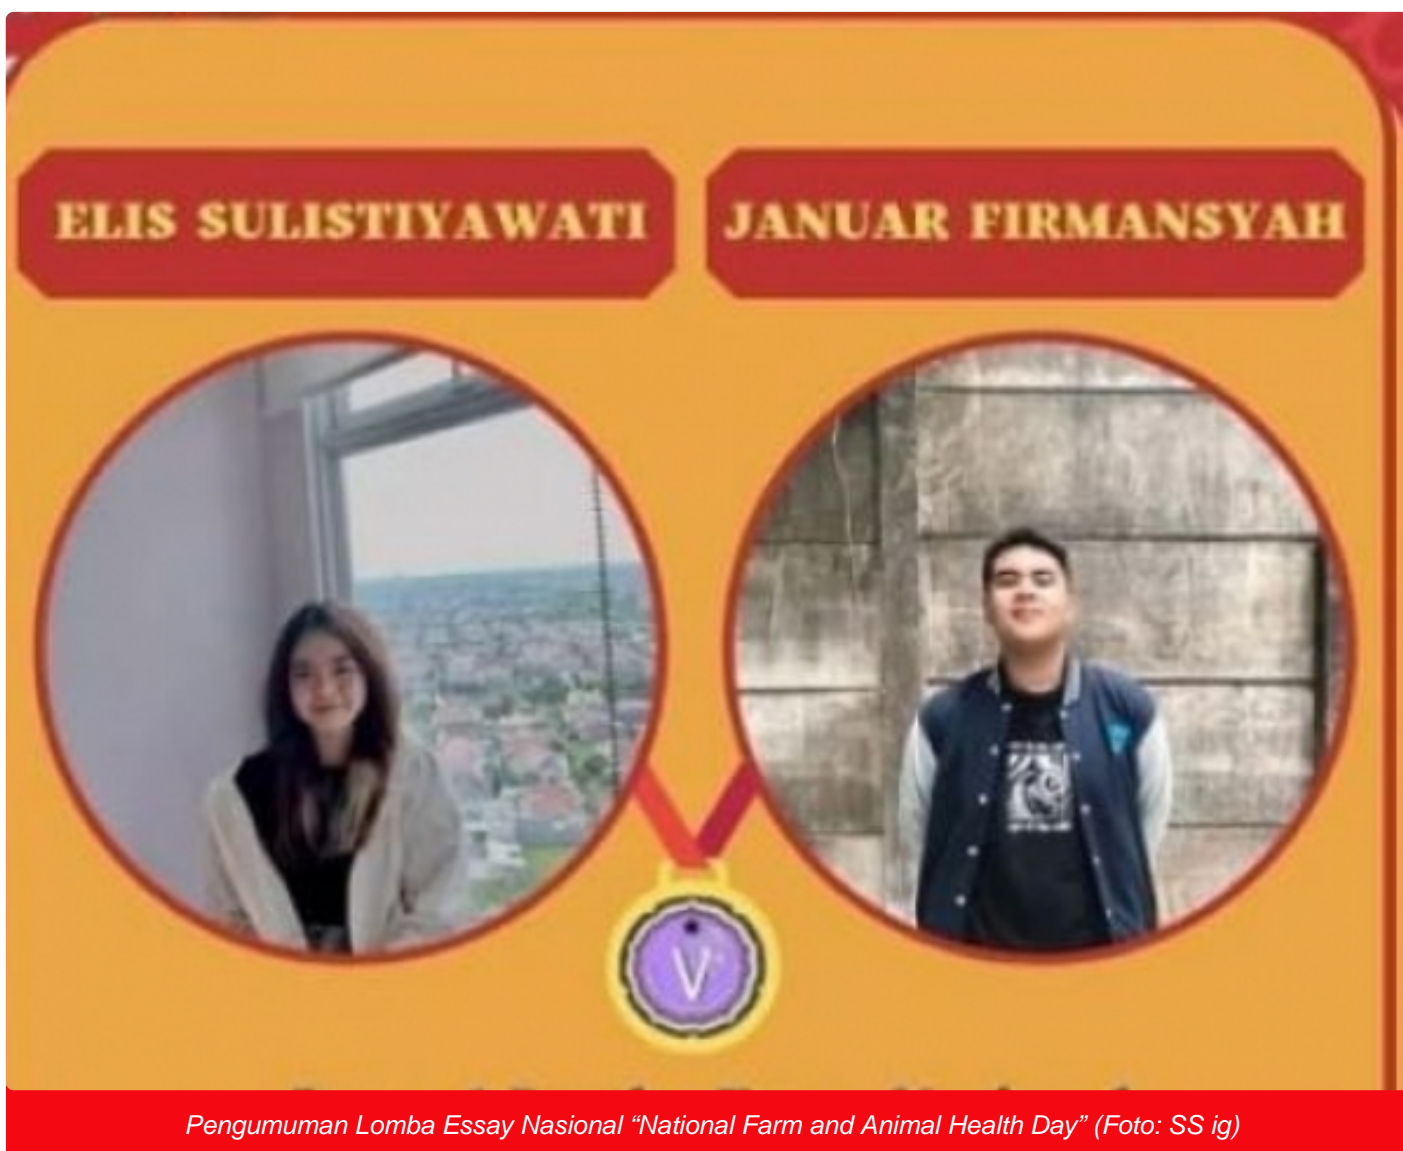 ELIS SULISTIYAWATI
JANUAR FIRMANSYAH
V
Pengumuman Lomba Essay Nasional “National Farm and Animal Health Day” (Foto: SS ig)